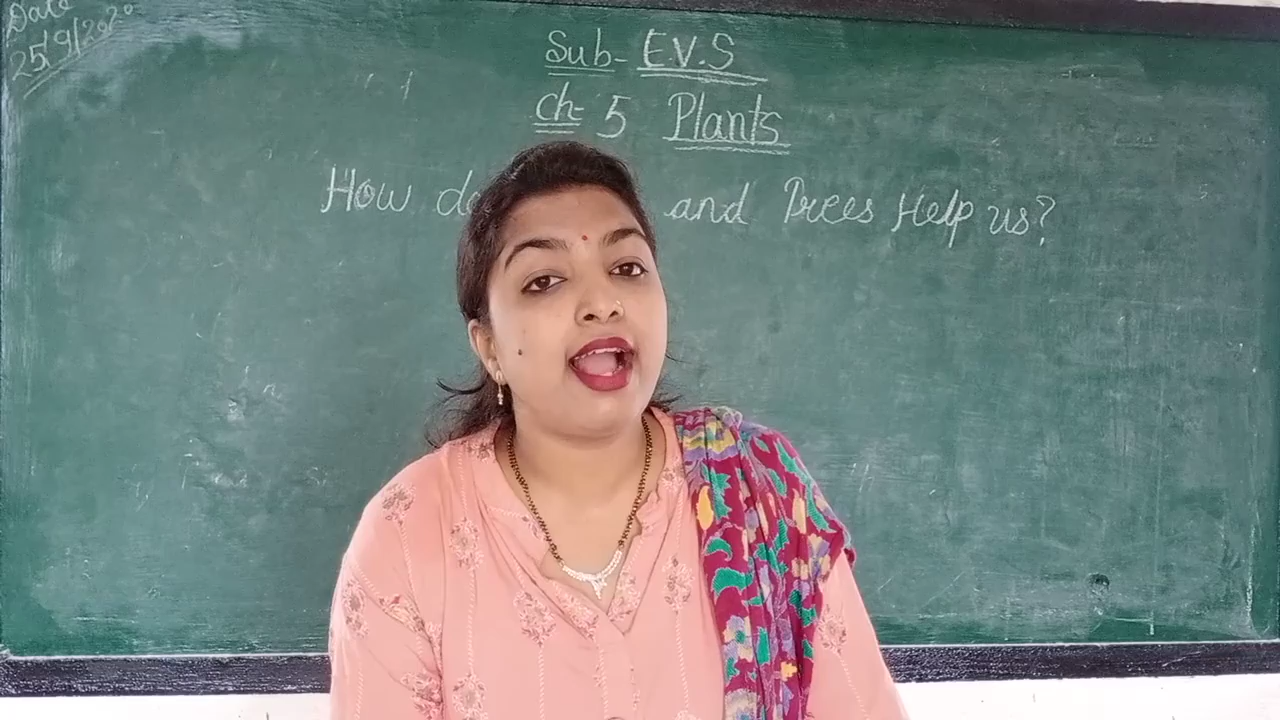 Date
25/9/2020
Sub- E.V.S
Ch- 5 Plants
How do and Trees Help us?